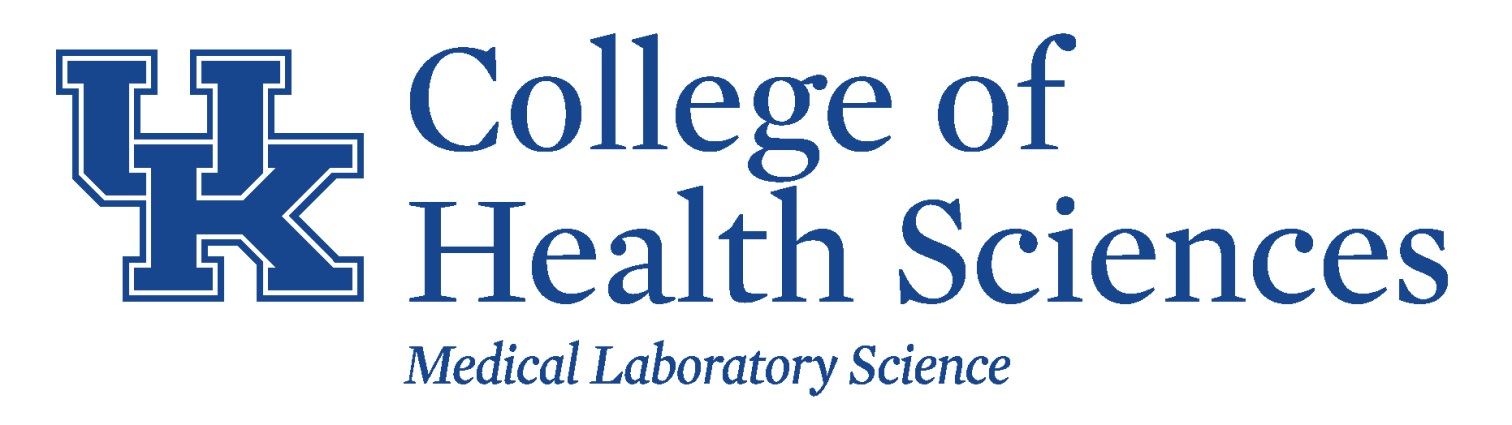 UK
College of
Health Sciences
Medical Laboratory Science